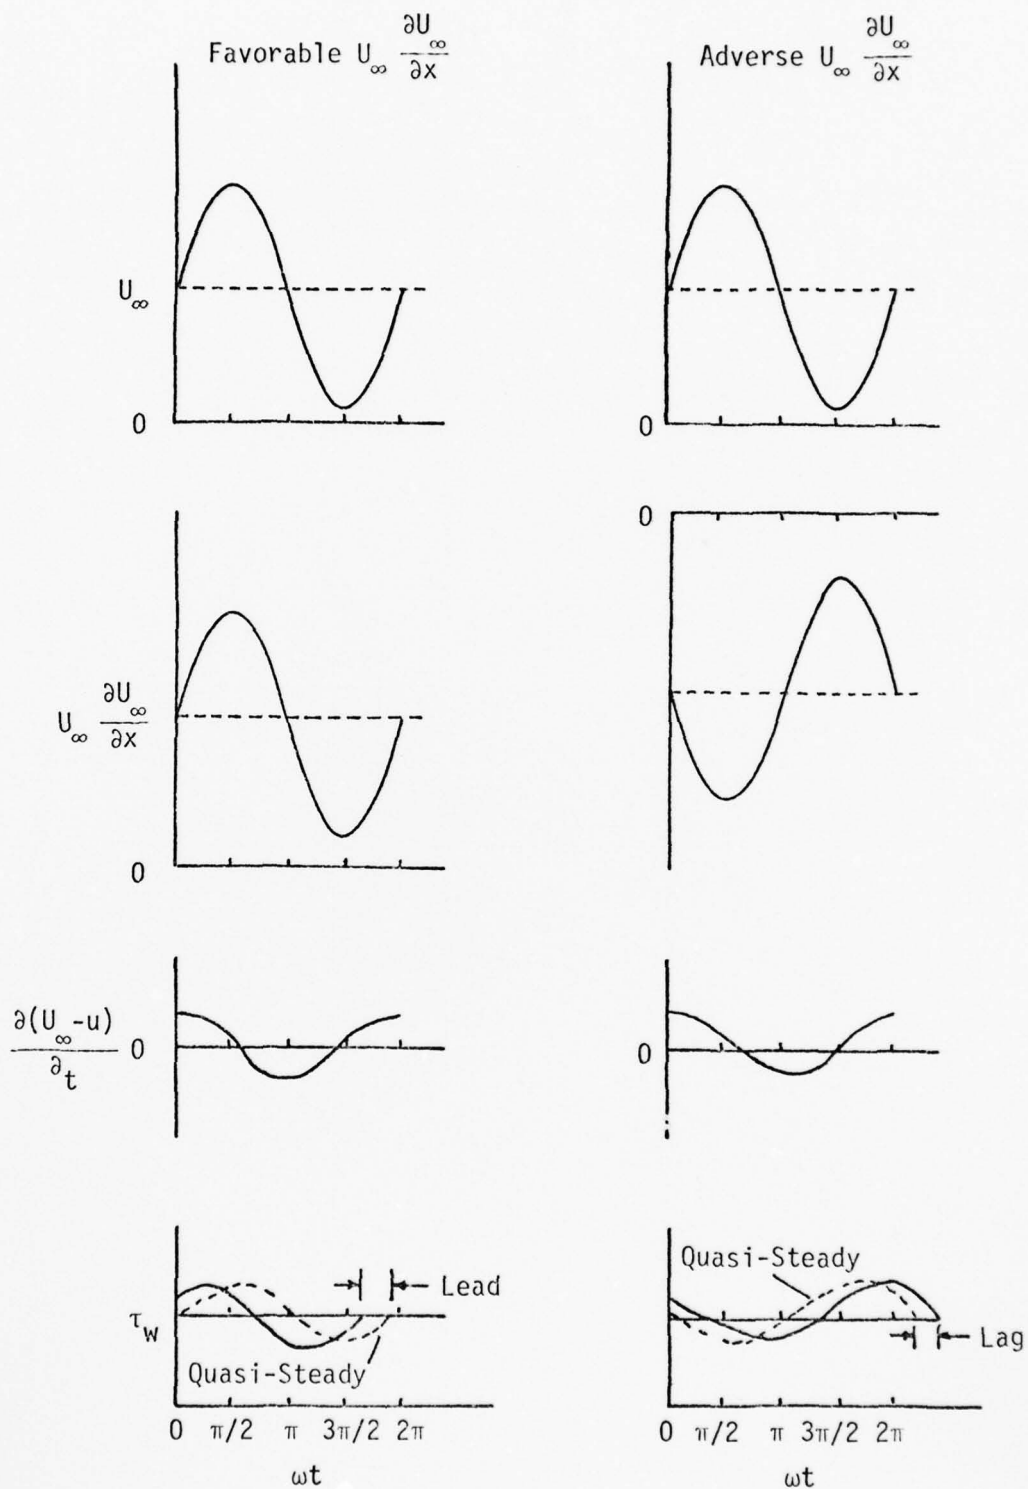 Favorable U∞ ∂U∞/∂x
Adverse U∞ ∂U∞/∂x
U∞
0
0
U∞ ∂U∞/∂x
0
0
∂(U∞-u)/∂t 0
0
τw
Lead
Quasi-Steady
Quasi-Steady
Lag
0 π/2 π 3π/2 2π
ωt
0 π/2 π 3π/2 2π
ωt